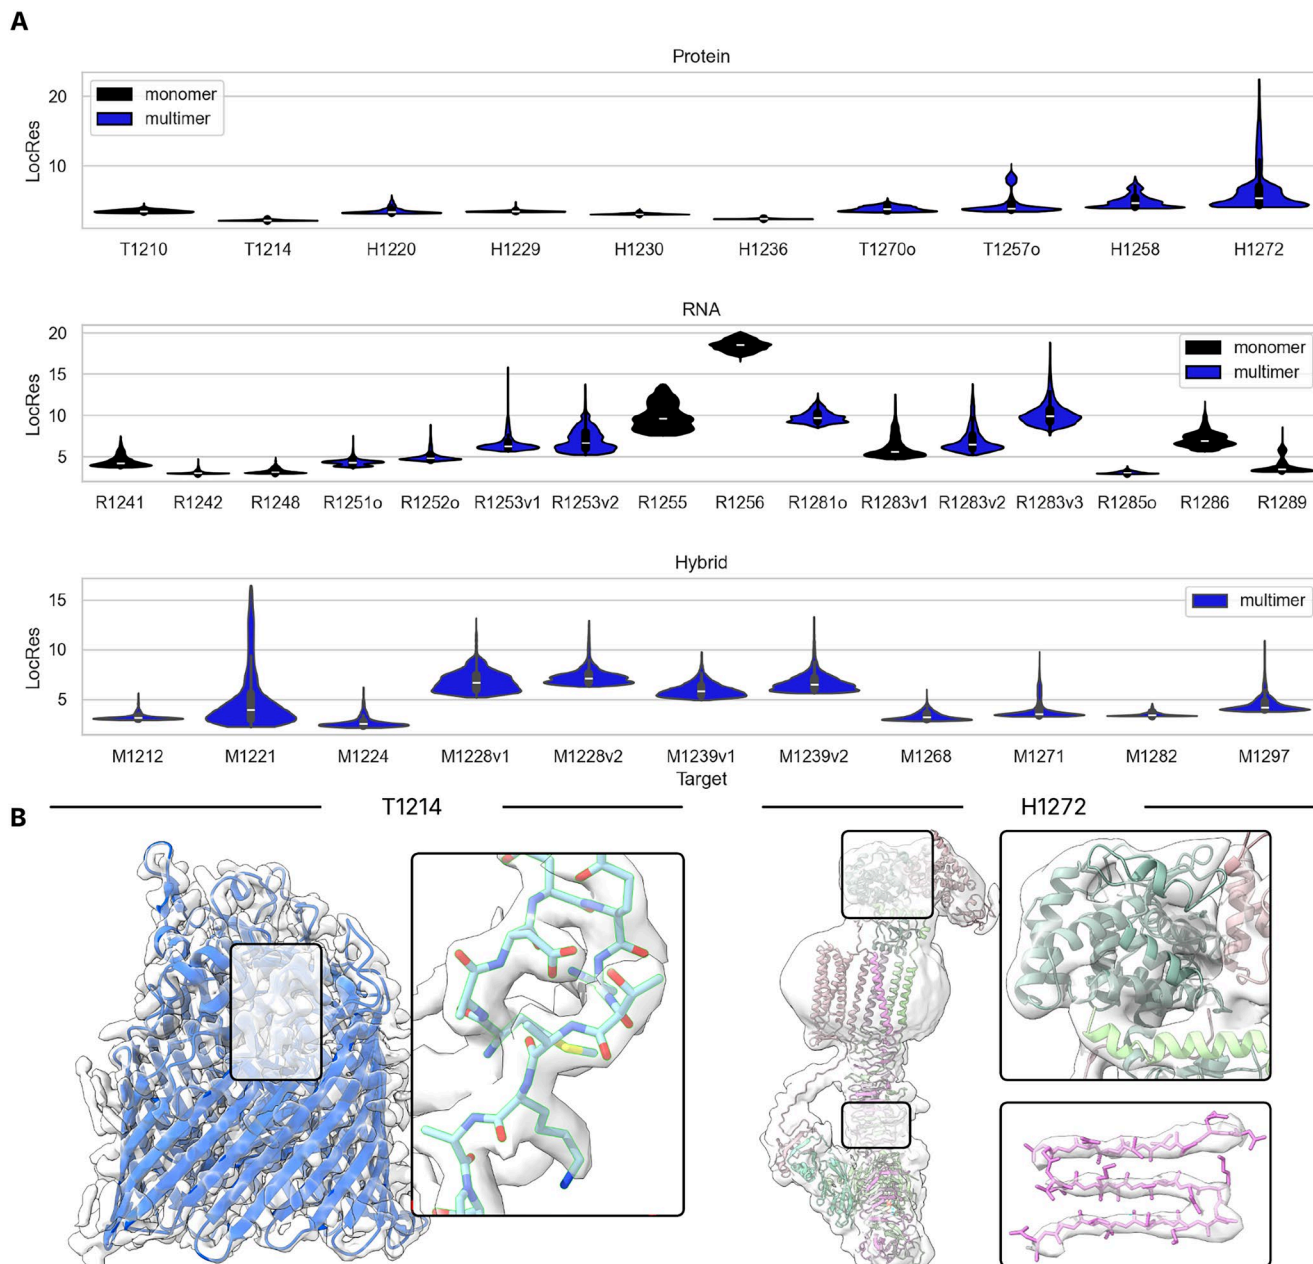 A
Protein
monomer
multimer
LocRes
20
10
T1210 T1214 H1220 H1229 H1230 H1236 T1270o T1257o H1258 H1272
RNA
monomer
multimer
LocRes
20
15
10
5
R1241 R1242 R1248 R1251o R1252o R1253v1 R1253v2 R1255 R1256 R1281o R1283v1 R1283v2 R1283v3 R1285o R1286 R1289
Hybrid
multimer
LocRes
15
10
5
M1212 M1221 M1224 M1228v1 M1228v2 M1239v1 M1239v2 M1268 M1271 M1282 M1297
Target
B
T1214 H1272